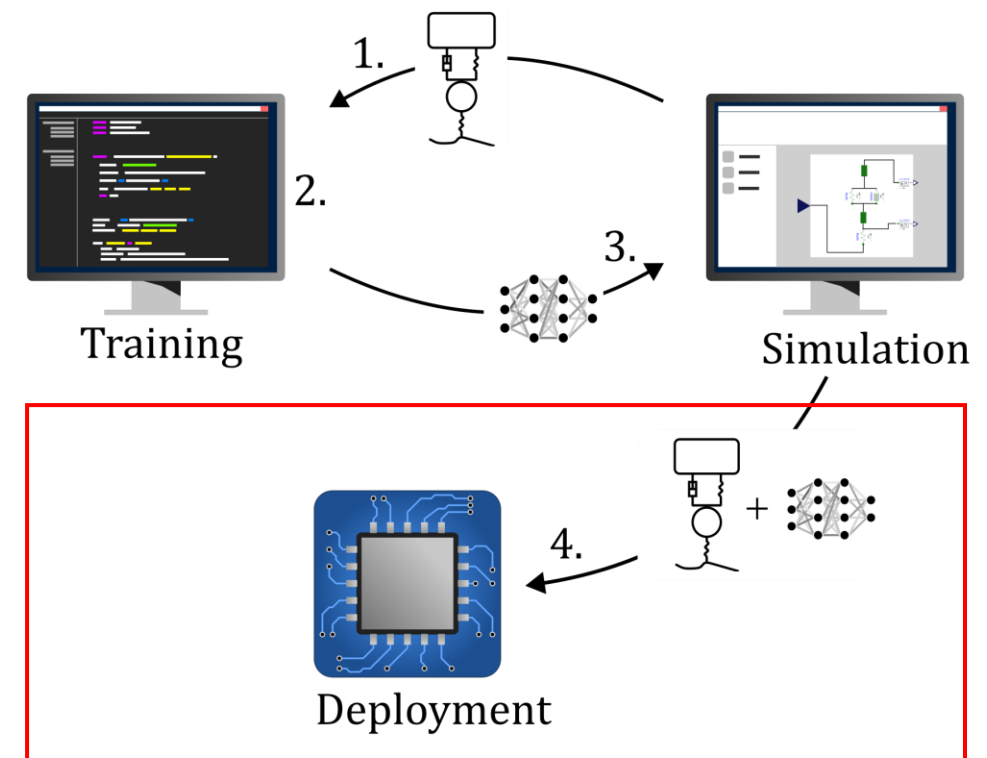 1.
2.
3.
Training
Simulation
+
4.
Deployment